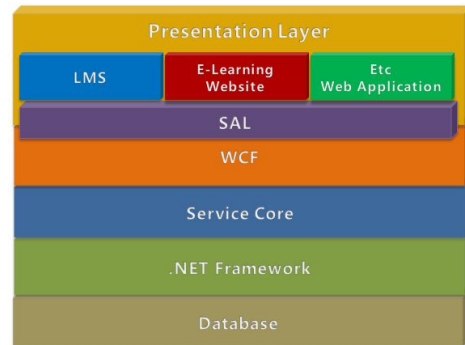 Presentation Layer
LMS
E-Learning
Website
Etc
Web Application
SAL
WCF
Service Core
.NET Framework
Database